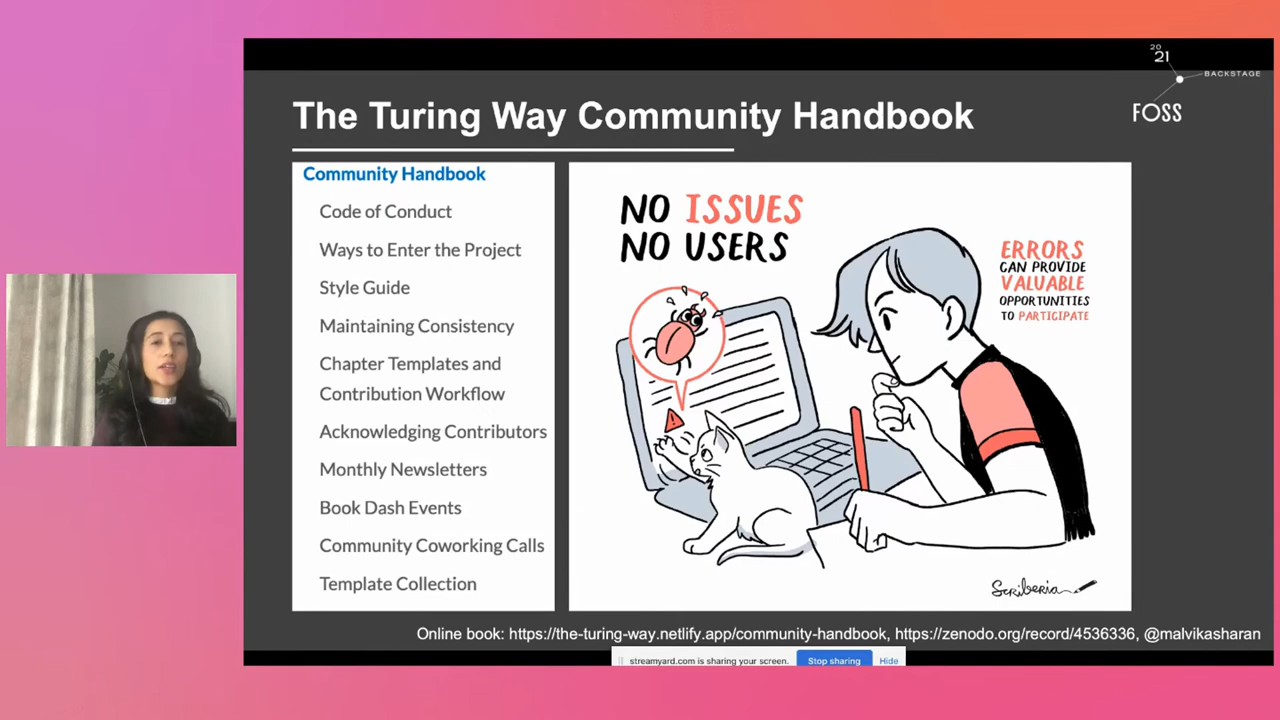 20
21
BACKSTAGE
FOSS
The Turing Way Community Handbook
Community Handbook
Code of Conduct
Ways to Enter the Project
Style Guide
Maintaining Consistency
Chapter Templates and
Contribution Workflow
Acknowledging Contributors
Monthly Newsletters
Book Dash Events
Community Coworking Calls
Template Collection
NO ISSUES
NO USERS
ERRORS
CAN PROVIDE
VALUABLE
OPPORTUNITIES
TO PARTICIPATE
Scriberia
Online book: https://the-turing-way.netlify.app/community-handbook, https://zenodo.org/record/4536336, @malvikasharan
streamyard.com is sharing your screen. Stop sharing Hide